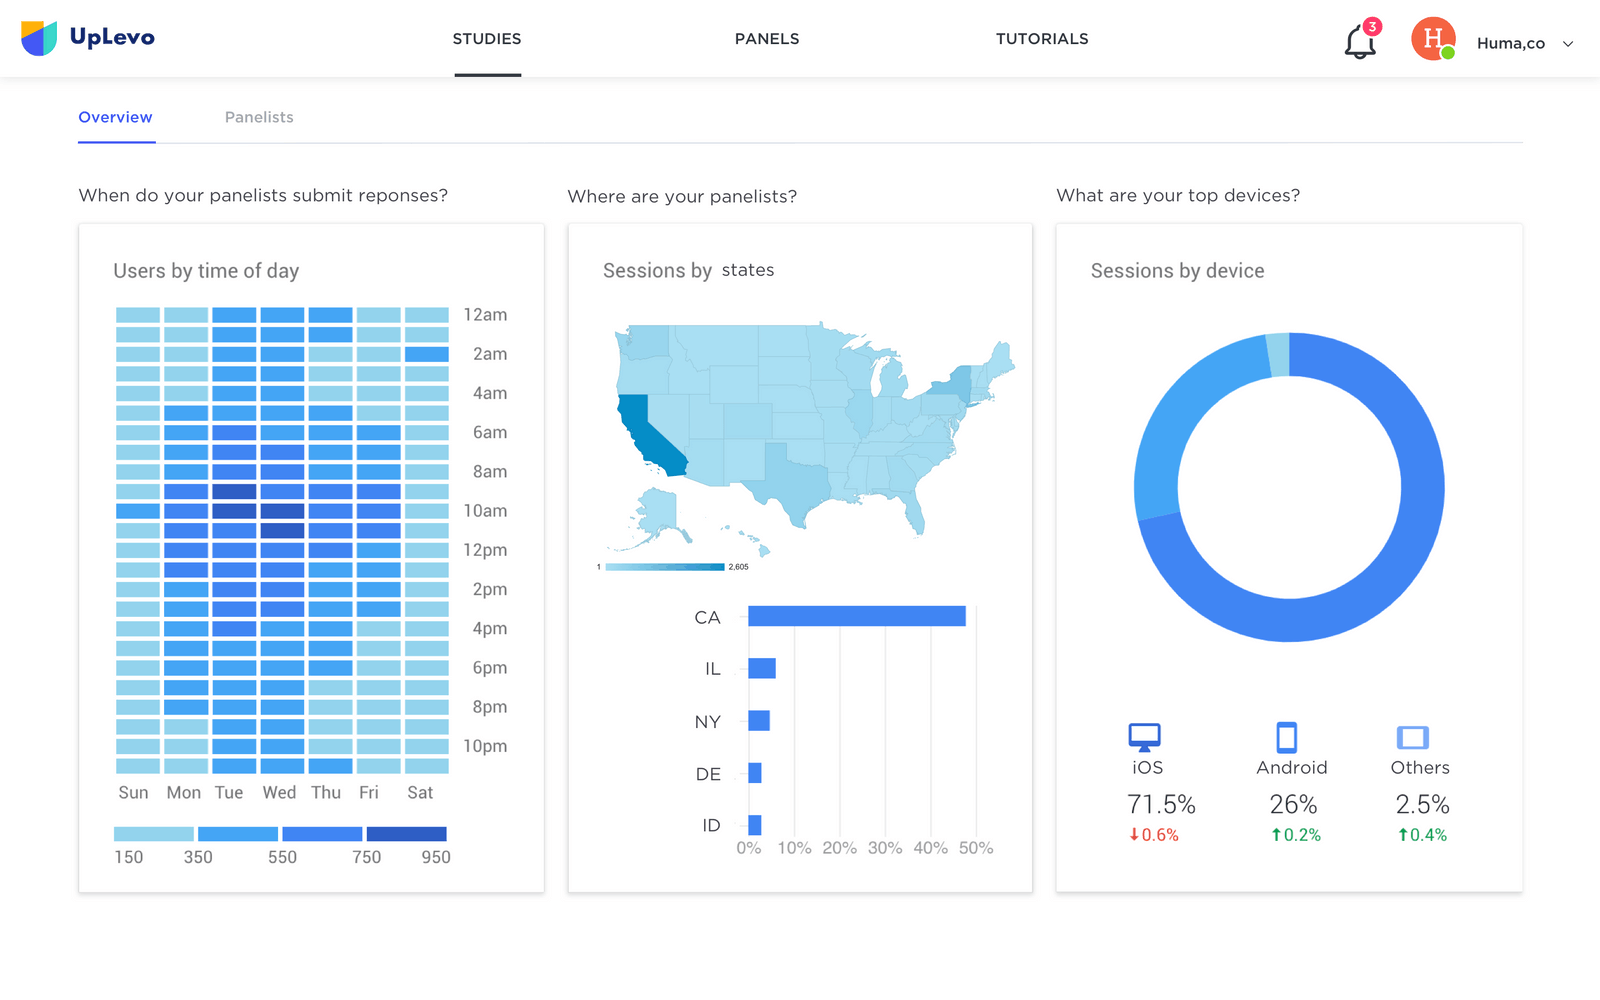 UpLevo
STUDIES
PANELS
TUTORIALS
3
H
Huma,co
Overview
Panelists
When do your panelists submit reponses?
Users by time of day
12am
2am
4am
6am
8am
10am
12pm
2pm
4pm
6pm
8pm
10pm
Sun Mon Tue Wed Thu Fri Sat
150 350 550 750 950
Where are your panelists?
Sessions by states
1 2,605
CA
IL
NY
DE
ID
0% 10% 20% 30% 40% 50%
What are your top devices?
Sessions by device
iOS Android Others
71.5% 26% 2.5%
↓0.6% ↑0.2% ↑0.4%